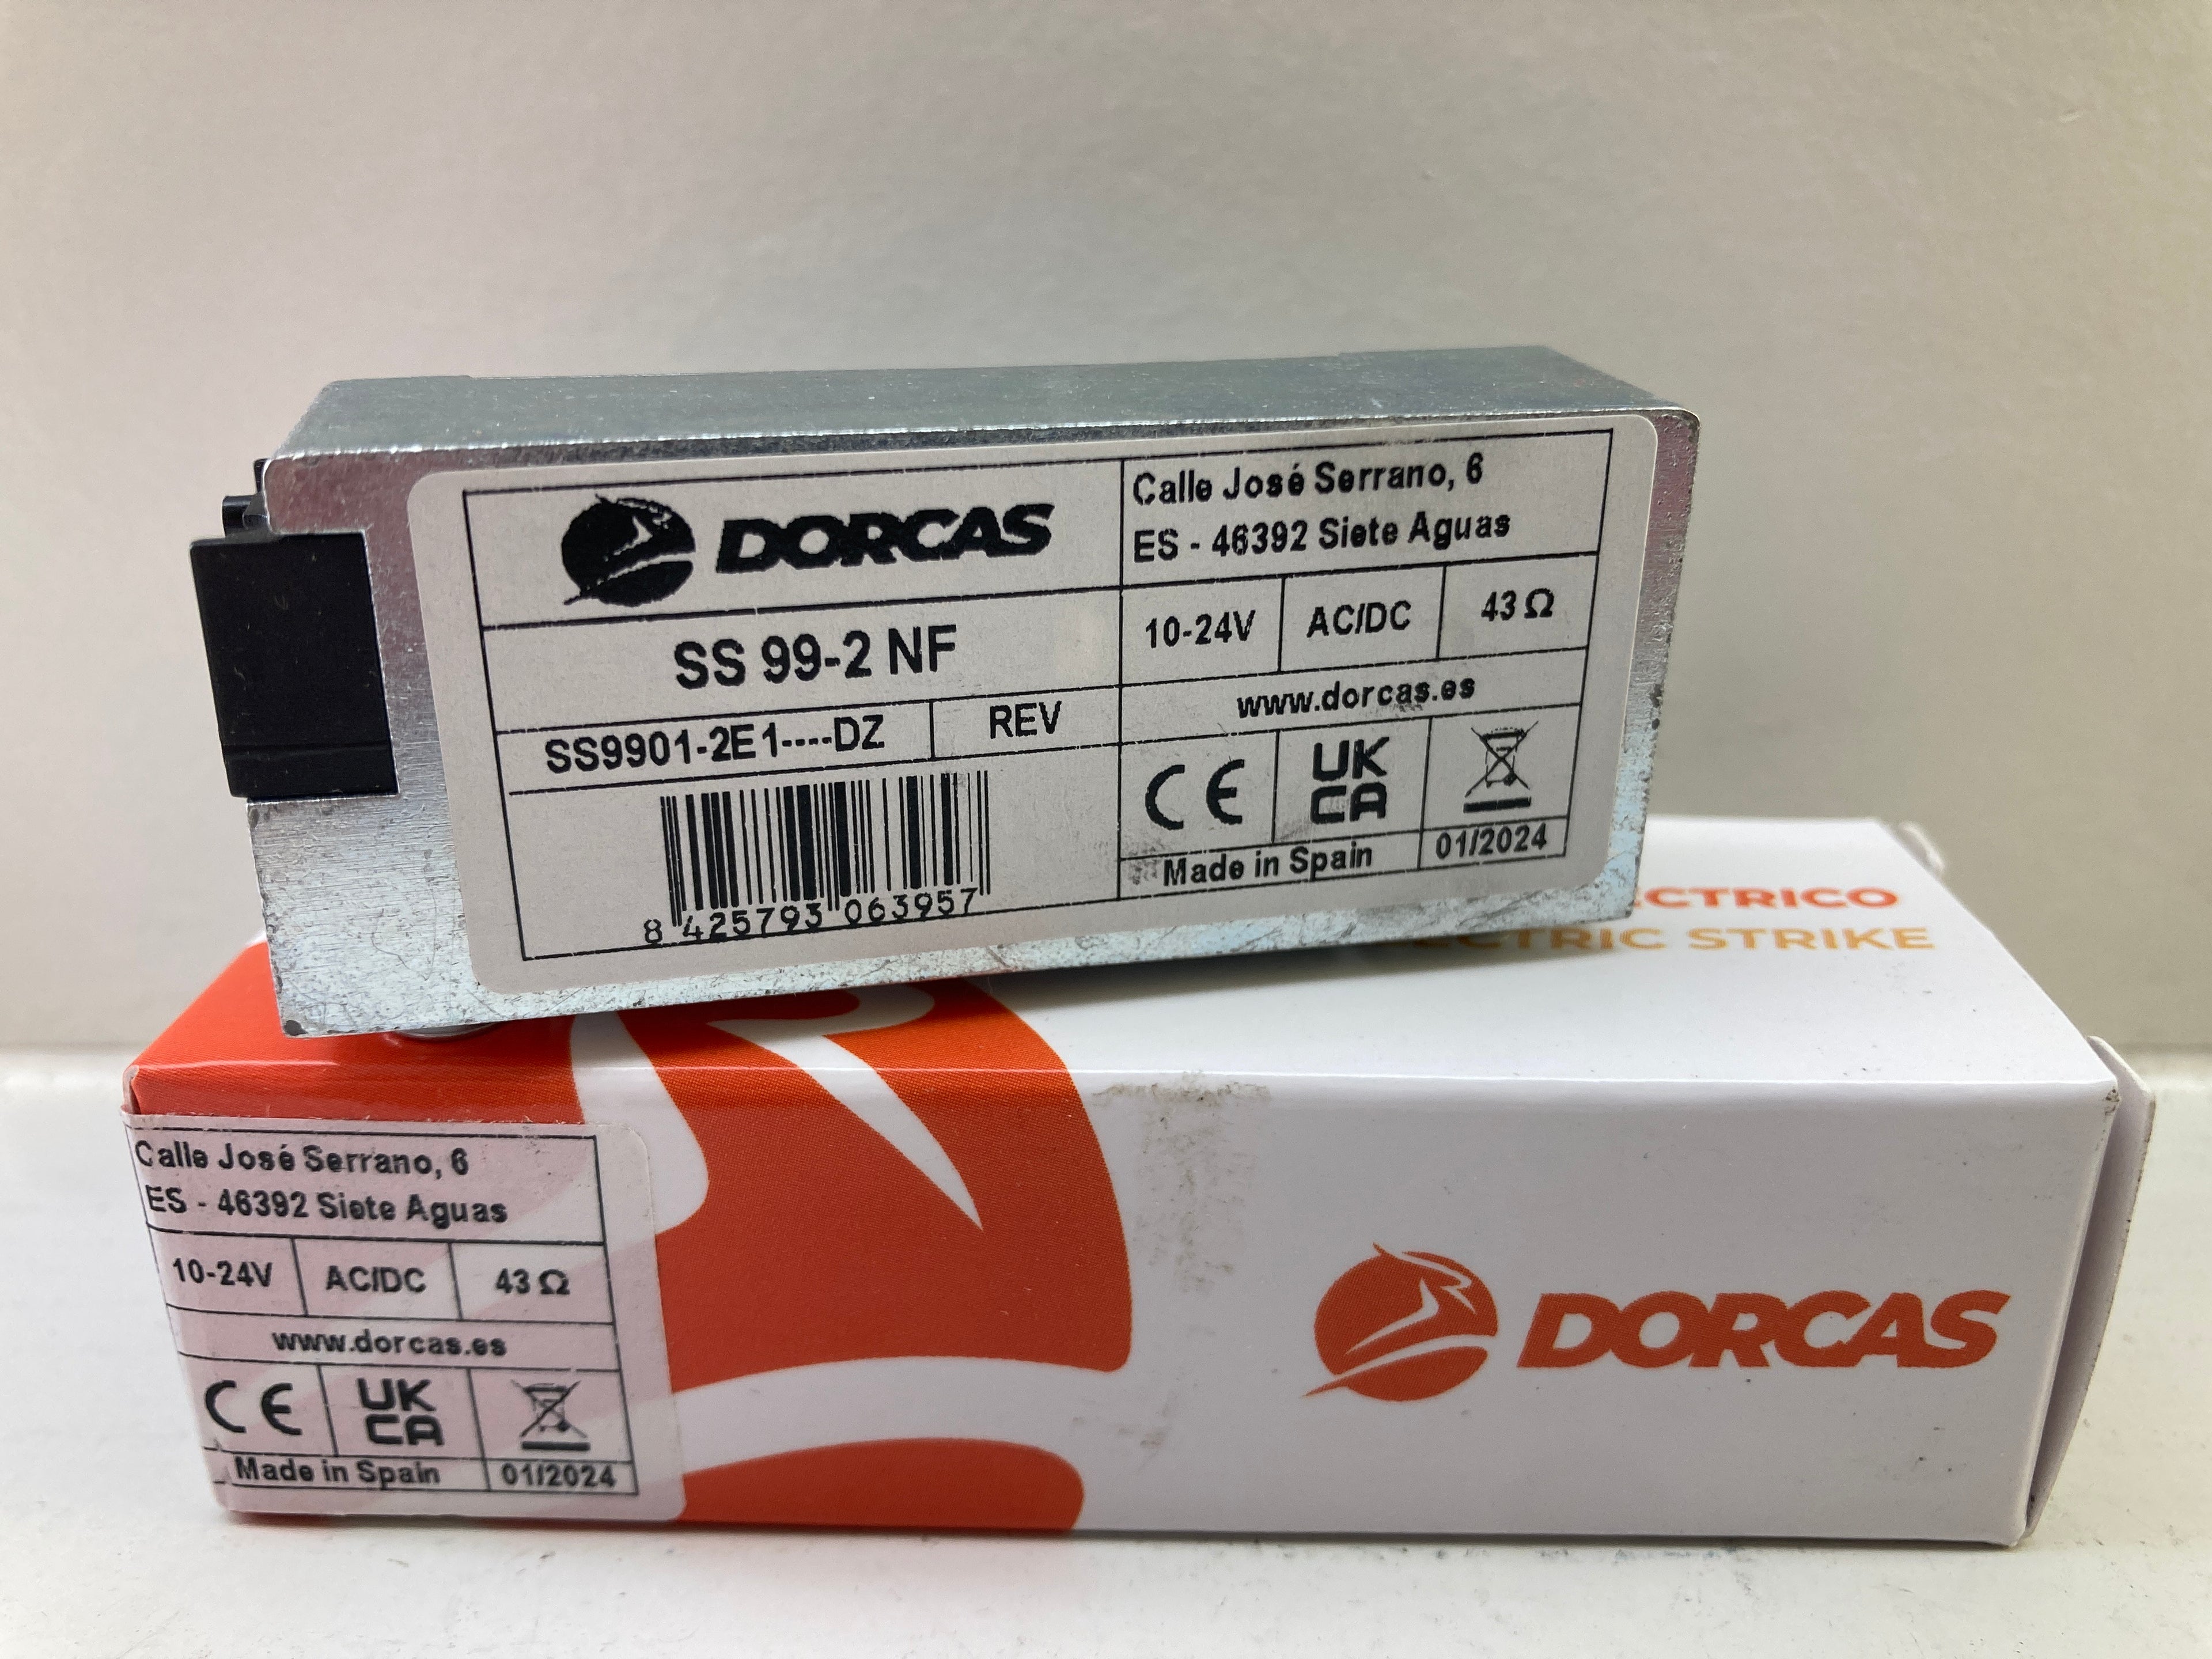 DORCAS
SS 99-2 NF
SS9901-2E1----DZ
REV
8 425793 063957
Calle José Serrano, 6
ES - 46392 Siete Aguas
10-24V
AC/DC
43 Ω
www.dorcas.es
CE
UK
CA
Made in Spain
01/2024
ECTRICO
ECTRIC STRIKE
Calle José Serrano, 6
ES - 46392 Siete Aguas
10-24V
AC/DC
43 Ω
www.dorcas.es
CE
UK
CA
Made in Spain
01/2024
DORCAS